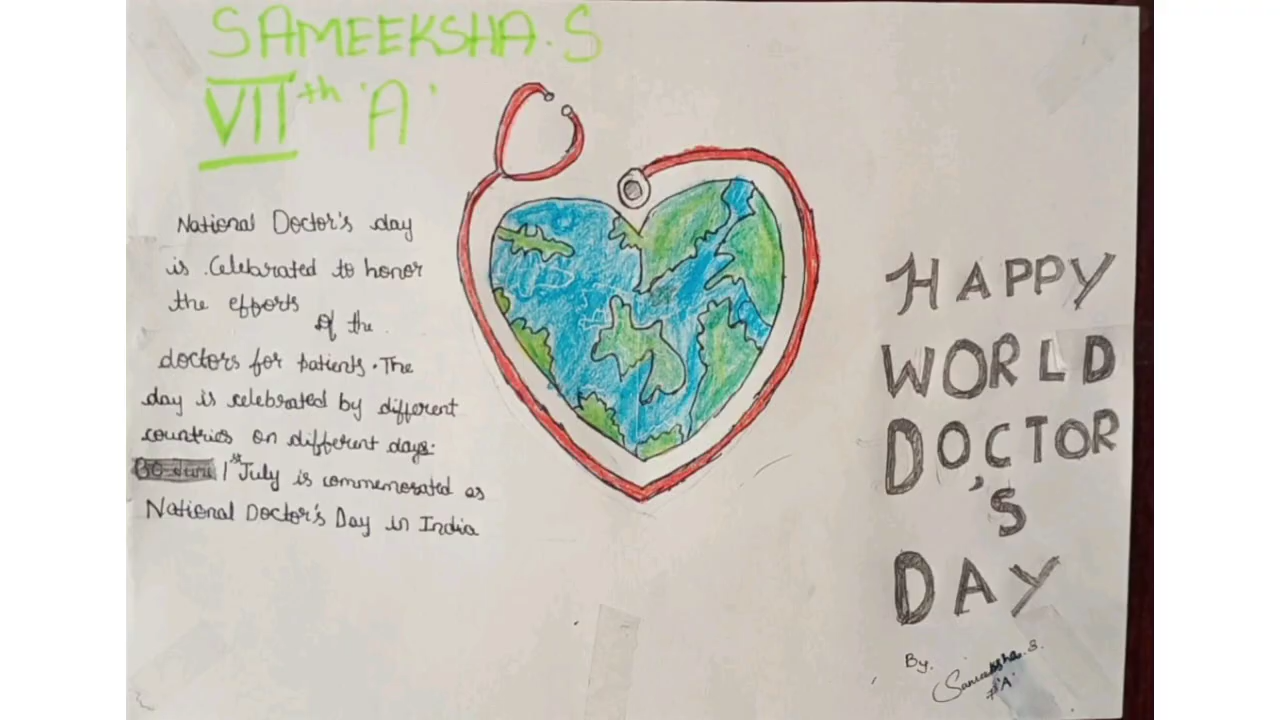 SAMEEKSHA.S
VIIth 'A'
National Doctor's day
is celebrated to honor
the efforts
of the
doctors for patients. The
day is celebrated by different
countries on different days.
1st July is commemorated as
National Doctor's Day in India
HAPPY
WORLD
DOCTOR
's
DAY
By.
Sameeksha.S.
7th 'A'